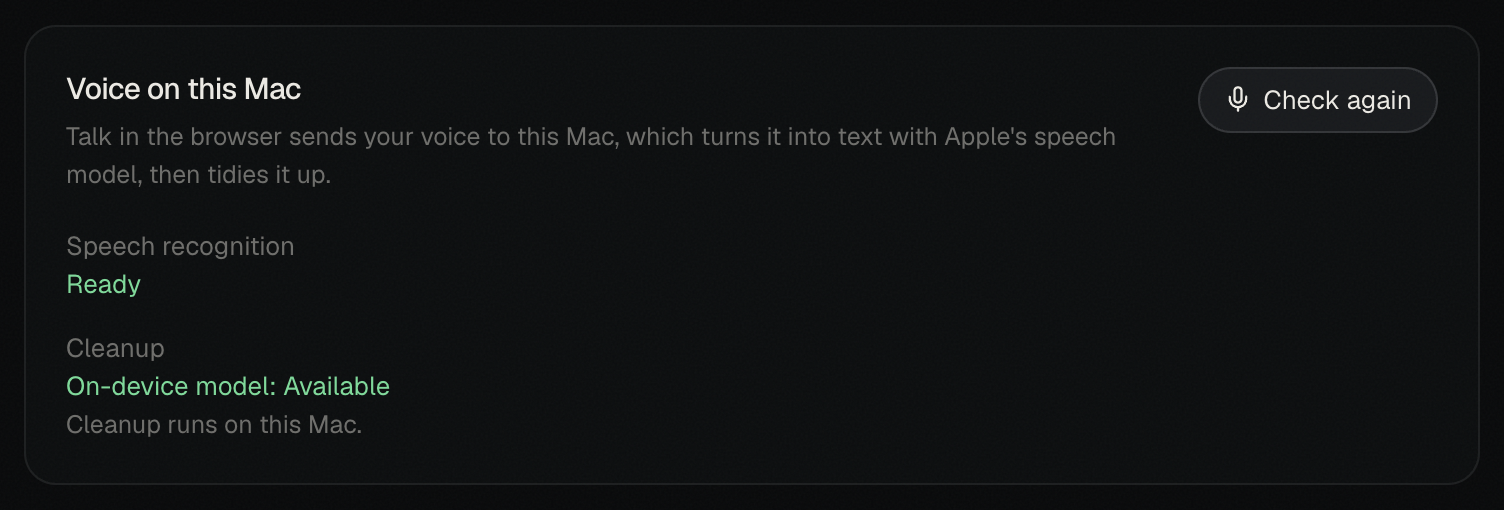 Voice on this Mac
Check again
Talk in the browser sends your voice to this Mac, which turns it into text with Apple's speech
model, then tidies it up.
Speech recognition
Ready
Cleanup
On-device model: Available
Cleanup runs on this Mac.